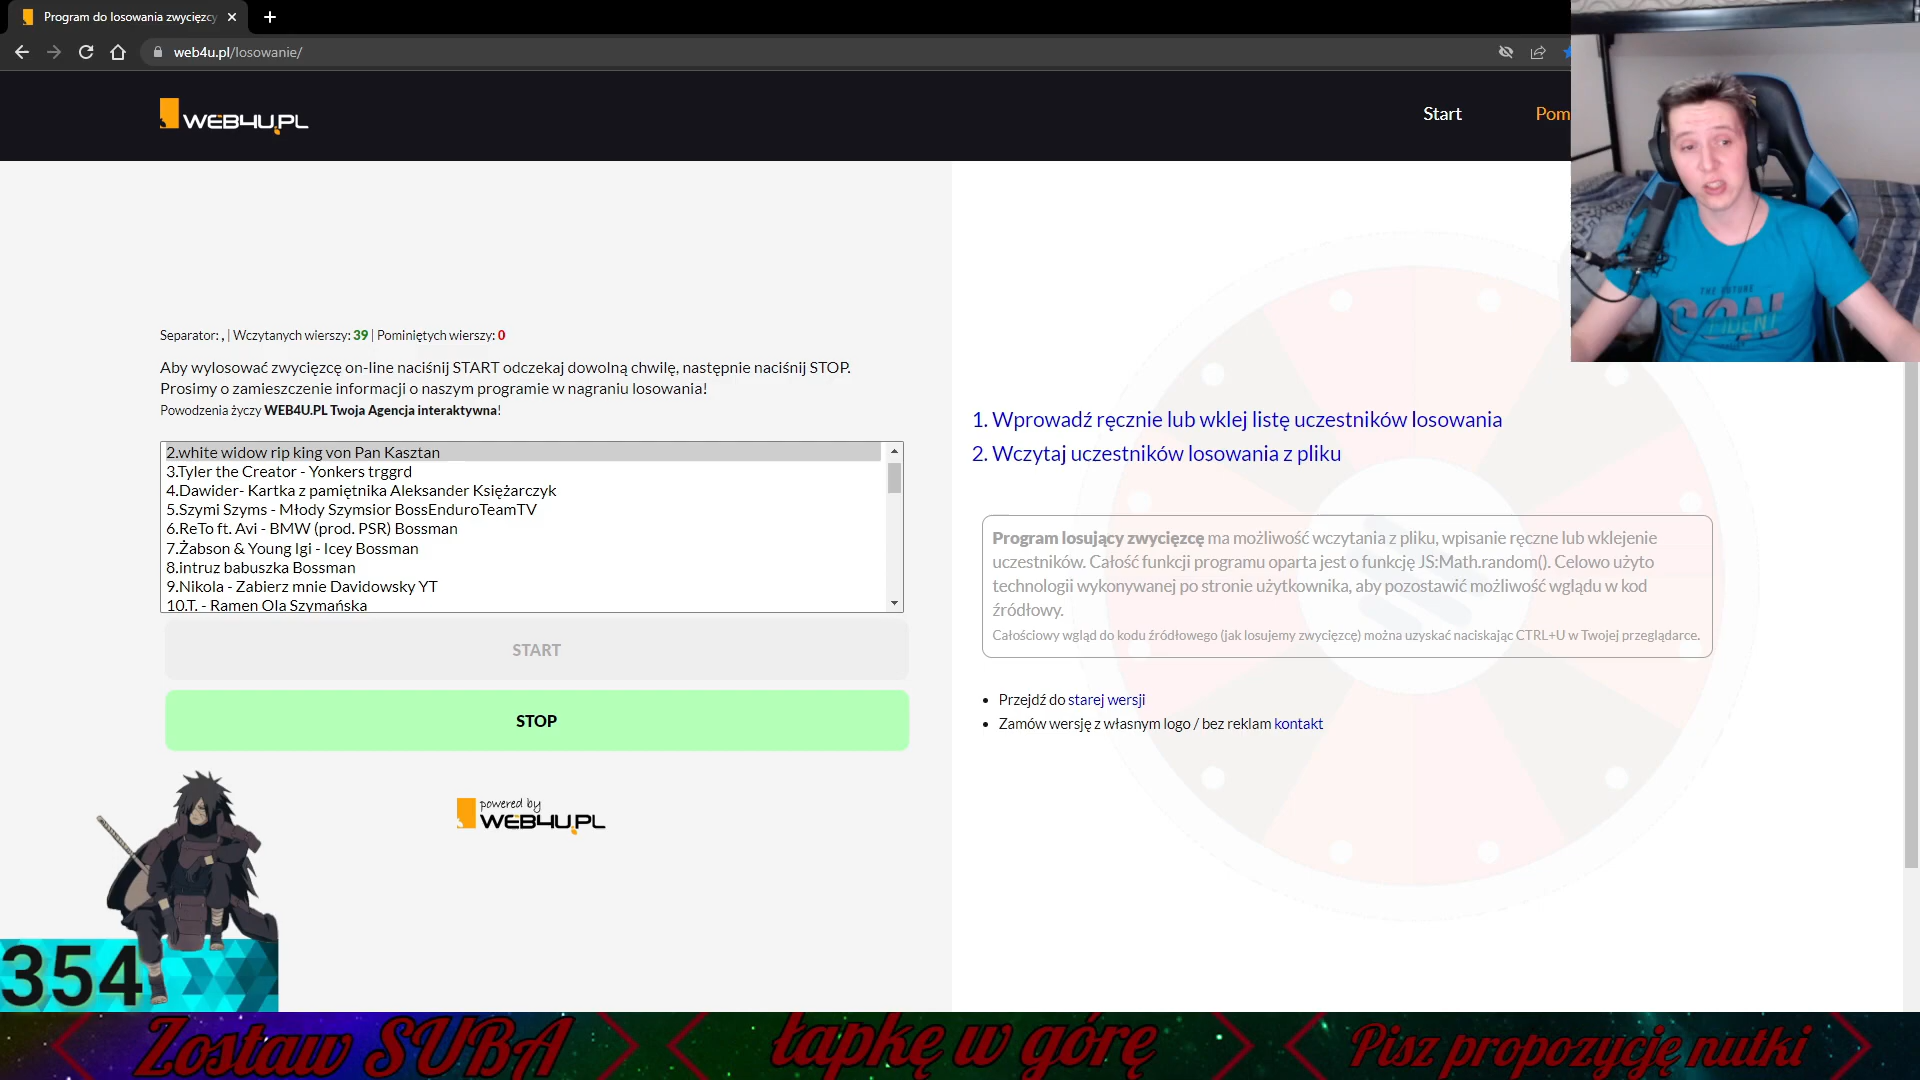 Program do losowania zwycięzcy
web4u.pl/losowanie/
WEB4U.PL
Start
Pom
Separator: , | Wczytanych wierszy: 39 | Pominiętych wierszy: 0
Aby wylosować zwycięzcę on-line naciśnij START odczekaj dowolną chwilę, następnie naciśnij STOP.
Prosimy o zamieszczenie informacji o naszym programie w nagraniu losowania!
Powodzenia życzy WEB4U.PL Twoja Agencja interaktywna!
2.white widow rip king von Pan Kasztan
3.Tyler the Creator - Yonkers trggrd
4.Dawider- Kartka z pamiętnika Aleksander Księżarczyk
5.Szymi Szyms - Młody Szymsior BossEnduroTeamTV
6.ReTo ft. Avi - BMW (prod. PSR) Bossman
7.Żabson & Young Igi - Icey Bossman
8.intruz babuszka Bossman
9.Nikola - Zabierz mnie Davidowsky YT
10.T. - Ramen Ola Szymańska
START
STOP
powered by
WEB4U.PL
1. Wprowadź ręcznie lub wklej listę uczestników losowania
2. Wczytaj uczestników losowania z pliku
Program losujący zwycięzcę ma możliwość wczytania z pliku, wpisanie ręczne lub wklejenie
uczestników. Całość funkcji programu oparta jest o funkcję JS:Math.random(). Celowo użyto
technologii wykonywanej po stronie użytkownika, aby pozostawić możliwość wglądu w kod
źródłowy.
Całościowy wgląd do kodu źródłowego (jak losujemy zwycięzcę) można uzyskać naciskając CTRL+U w Twojej przeglądarce.
Przejdź do starej wersji
Zamów wersję z własnym logo / bez reklam kontakt
THE FUTURE
354
Zostaw SUBA
łapkę w górę
Pisz propozycję nutki